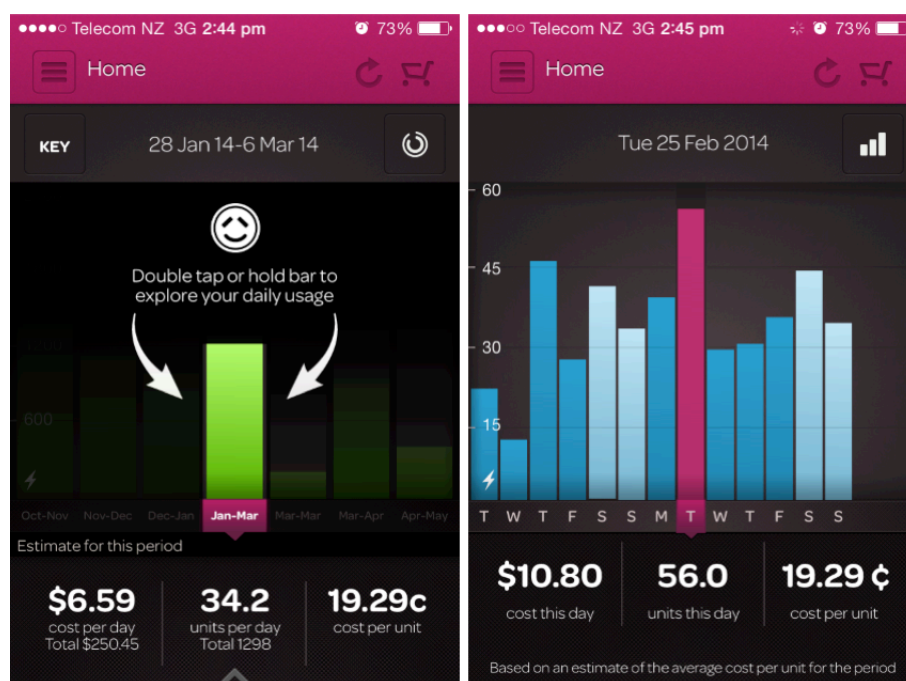 Telecom NZ 3G 2:44 pm 73%
Home
KEY
28 Jan 14-6 Mar 14
Double tap or hold bar to
explore your daily usage
1200
600
Oct-Nov Nov-Dec Dec-Jan Jan-Mar Mar-Mar Mar-Apr Apr-May
Estimate for this period
$6.59 34.2 19.29c
cost per day units per day cost per unit
Total $250.45 Total 1298
Telecom NZ 3G 2:45 pm 73%
Home
Tue 25 Feb 2014
60
45
30
15
T W T F S S M T W T F S S
$10.80 56.0 19.29 ¢
cost this day units this day cost per unit
Based on an estimate of the average cost per unit for the period